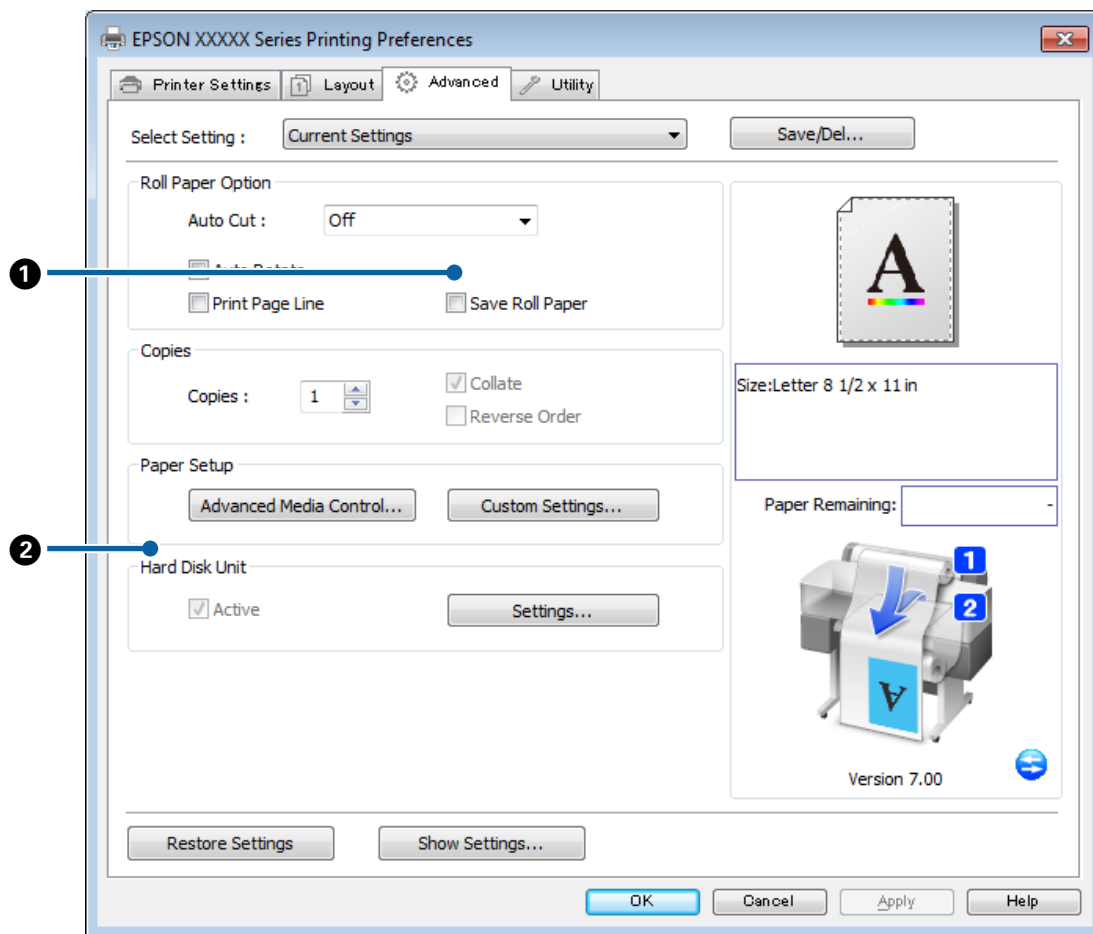 EPSON XXXXX Series Printing Preferences
Printer Settings 1 Layout Advanced Utility
Select Setting : Current Settings Save/Del...
Roll Paper Option
Auto Cut : Off
1
Print Page Line Save Roll Paper
Copies
Copies : 1 Collate
Reverse Order
Paper Setup
Advanced Media Control... Custom Settings...
2
Hard Disk Unit
Active Settings...
A
Size:Letter 8 1/2 x 11 in
Paper Remaining: -
1
2
A
Version 7.00
Restore Settings Show Settings...
OK Cancel Apply Help